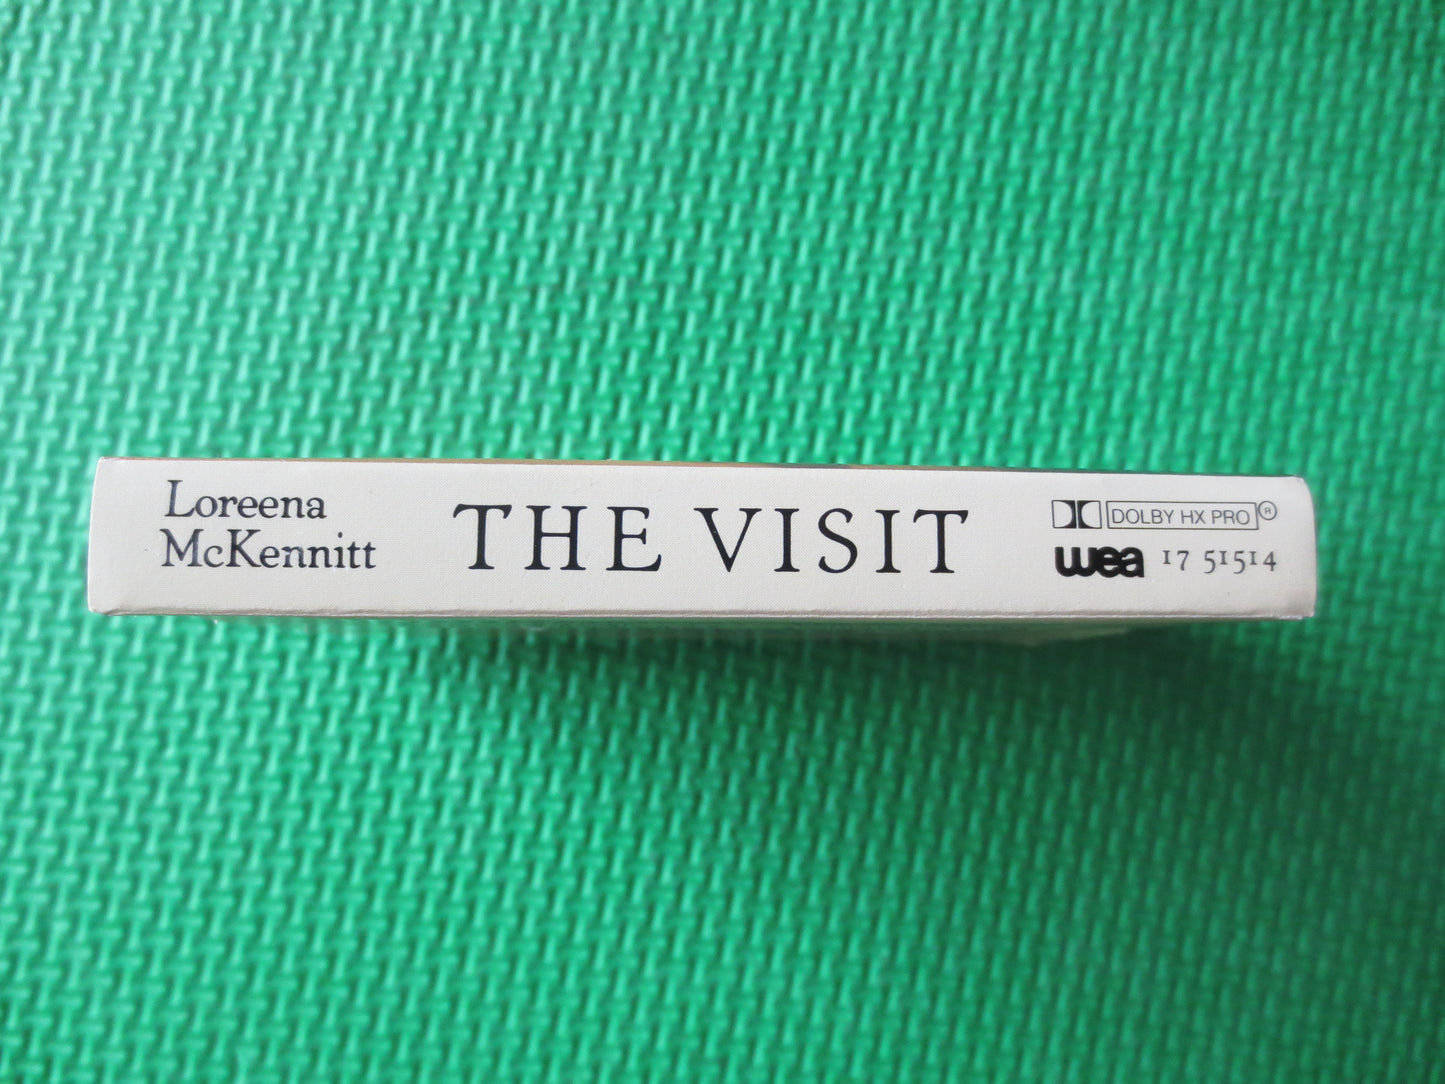 Loreena
McKennitt
THE VISIT
DOLBY HX PRO ®
wea 17 51514